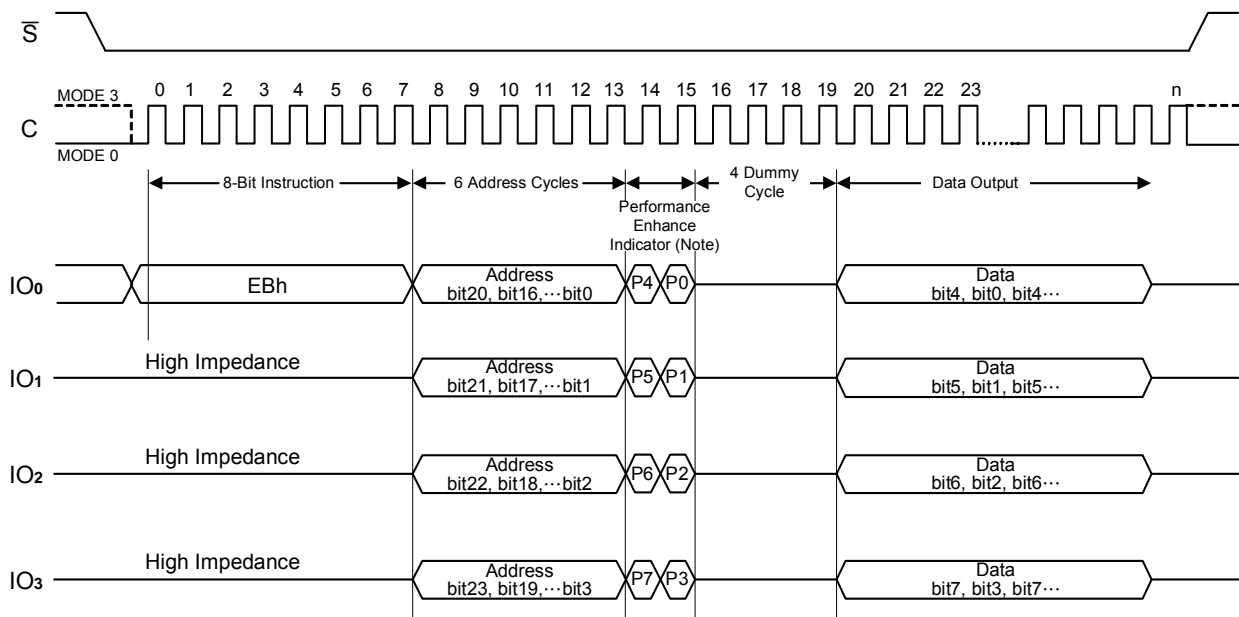 S
0 1 2 3 4 5 6 7 8 9 10 11 12 13 14 15 16 17 18 19 20 21 22 23 n
MODE 3
C
MODE 0
8-Bit Instruction 6 Address Cycles 4 Dummy Data Output
Cycle
Performance
Enhance
Indicator (Note)
IO0 EBh Address P4 P0 Data
bit20, bit16,⋯bit0 bit4, bit0, bit4⋯
High Impedance
IO1 Address P5 P1 Data
bit21, bit17,⋯bit1 bit5, bit1, bit5⋯
High Impedance
IO2 Address P6 P2 Data
bit22, bit18,⋯bit2 bit6, bit2, bit6⋯
High Impedance
IO3 Address P7 P3 Data
bit23, bit19,⋯bit3 bit7, bit3, bit7⋯